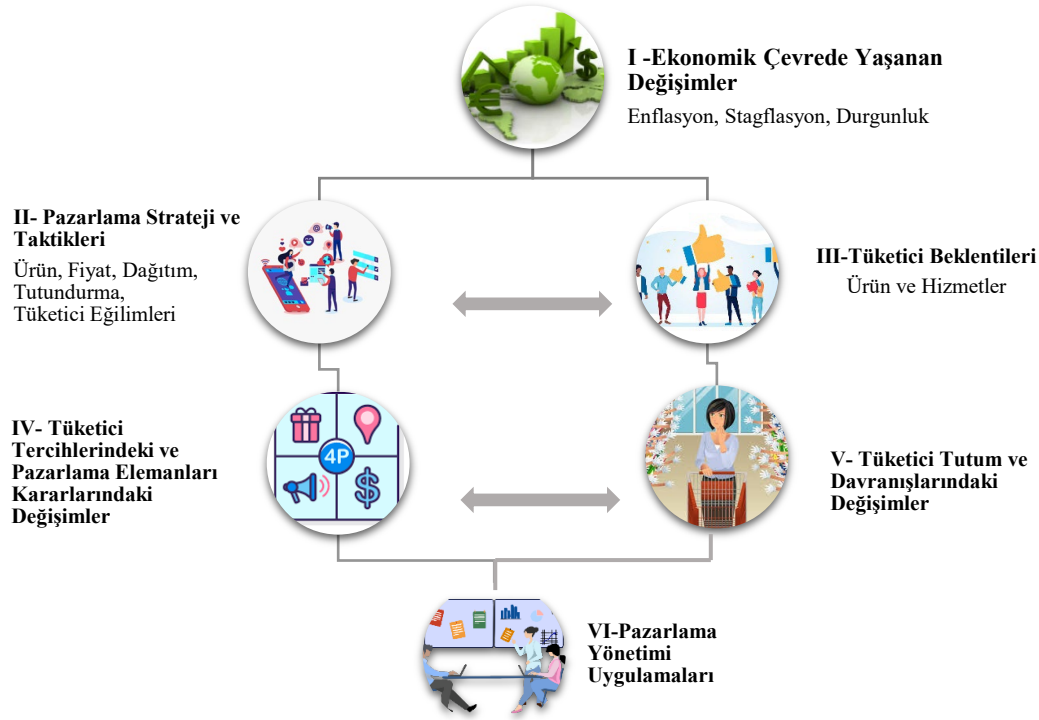 I -Ekonomik Çevrede Yaşanan
Değişimler
Enflasyon, Stagflasyon, Durgunluk
II- Pazarlama Strateji ve
Taktikleri
Ürün, Fiyat, Dağıtım,
Tutundurma,
Tüketici Eğilimleri
III-Tüketici Beklentileri
Ürün ve Hizmetler
IV- Tüketici
Tercihlerindeki ve
Pazarlama Elemanları
Kararlarındaki
Değişimler
4P
V- Tüketici Tutum ve
Davranışlarındaki
Değişimler
VI-Pazarlama
Yönetimi
Uygulamaları